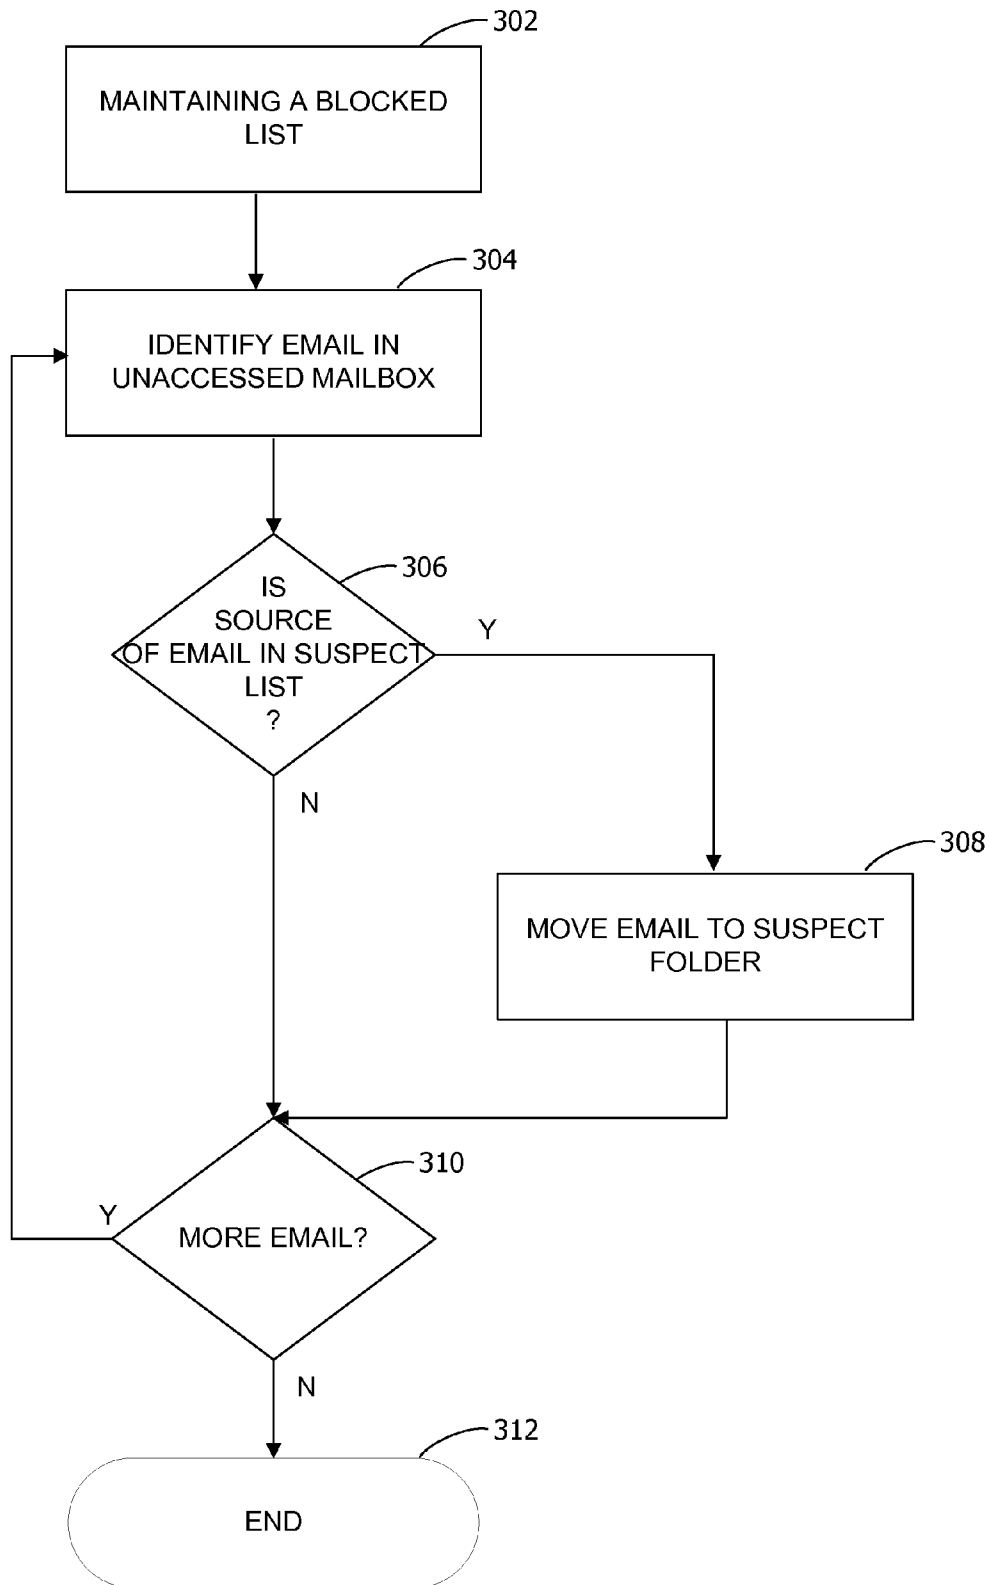 302
MAINTAINING A BLOCKED
LIST
304
IDENTIFY EMAIL IN
UNACCESSED MAILBOX
306
IS
SOURCE
OF EMAIL IN SUSPECT
LIST
?
Y
N
308
MOVE EMAIL TO SUSPECT
FOLDER
310
Y
MORE EMAIL?
N
312
END